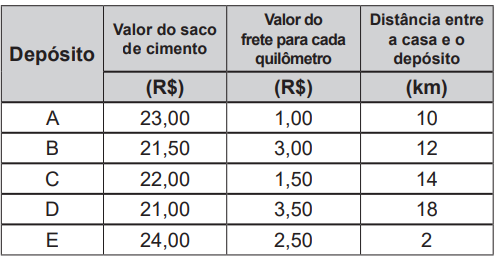 Depósito
Valor do saco
de cimento
(R$)
Valor do
frete para cada
quilômetro
(R$)
Distância entre
a casa e o
depósito
(km)
A 23,00 1,00 10
B 21,50 3,00 12
C 22,00 1,50 14
D 21,00 3,50 18
E 24,00 2,50 2